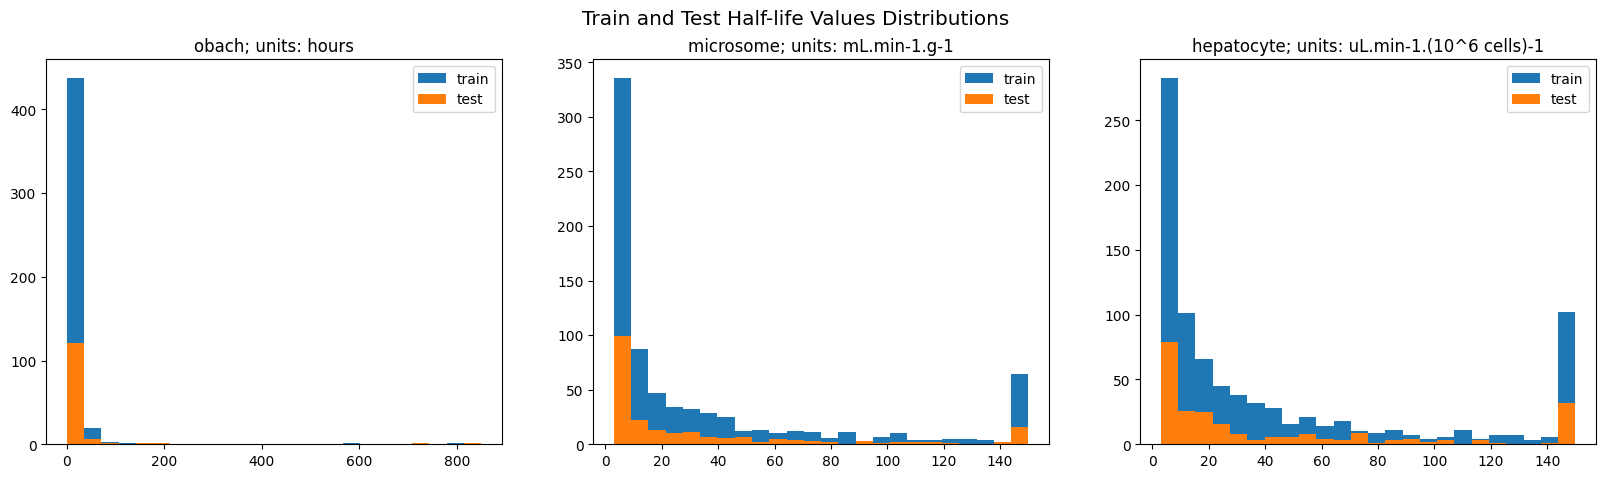 Train and Test Half-life Values Distributions
obach; units: hours
train
test
400
300
200
100
0
0 200 400 600 800
microsome; units: mL.min-1.g-1
train
test
350
300
250
200
150
100
50
0
0 20 40 60 80 100 120 140
hepatocyte; units: uL.min-1.(10^6 cells)-1
train
test
250
200
150
100
50
0
0 20 40 60 80 100 120 140